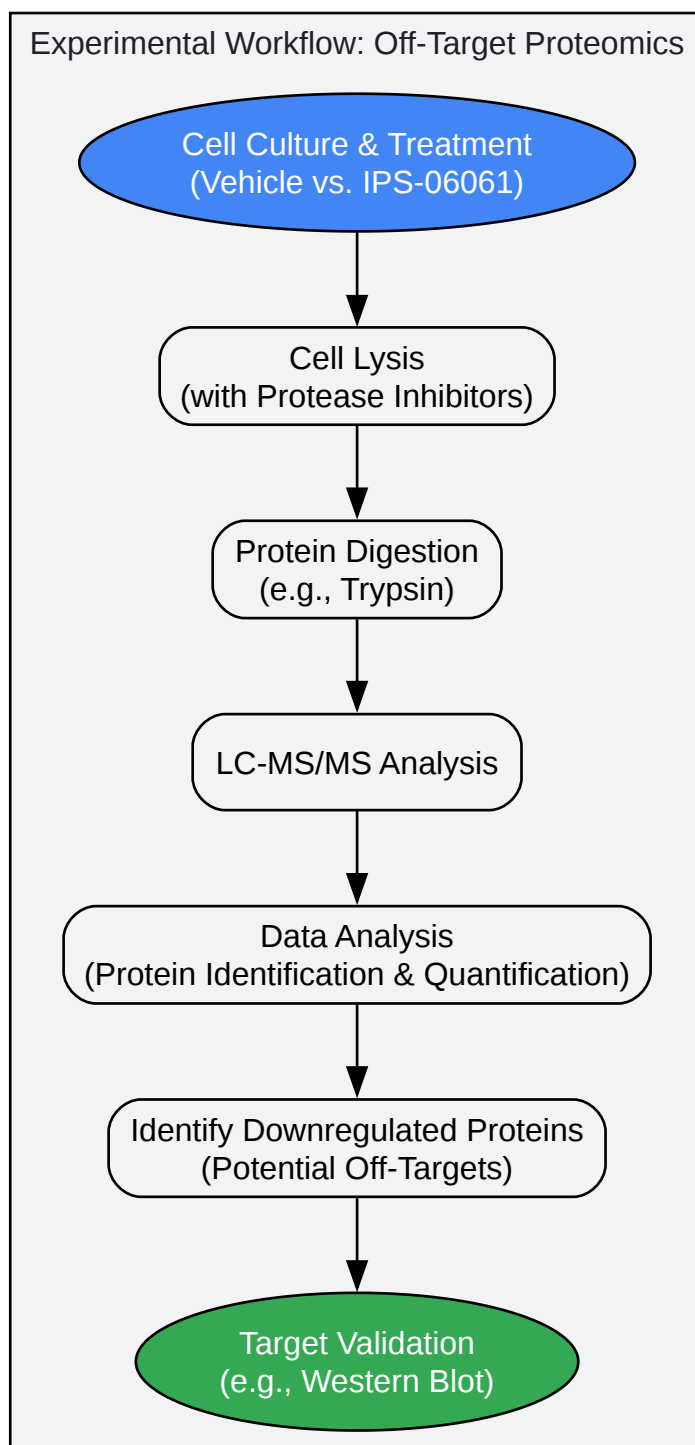 Experimental Workflow: Off-Target Proteomics
Cell Culture & Treatment
(Vehicle vs. IPS-06061)
Cell Lysis
(with Protease Inhibitors)
Protein Digestion
(e.g., Trypsin)
LC-MS/MS Analysis
Data Analysis
(Protein Identification & Quantification)
Identify Downregulated Proteins
(Potential Off-Targets)
Target Validation
(e.g., Western Blot)